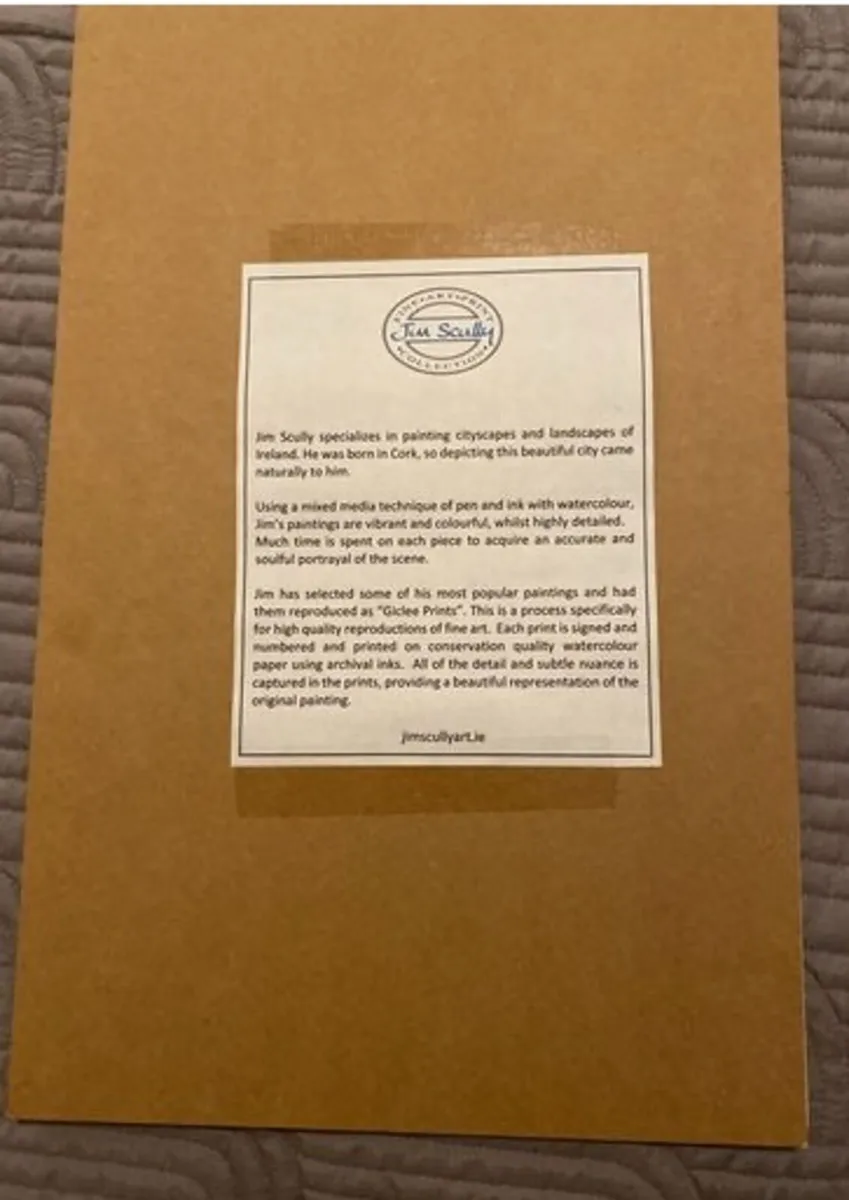 FINE • ART • PRINT
Jim Scully
• COLLECTION •
Jim Scully specializes in painting cityscapes and landscapes of
Ireland. He was born in Cork, so depicting this beautiful city came
naturally to him.
Using a mixed media technique of pen and ink with watercolour,
Jim's paintings are vibrant and colourful, whilst highly detailed.
Much time is spent on each piece to acquire an accurate and
soulful portrayal of the scene.
Jim has selected some of his most popular paintings and had
them reproduced as "Giclee Prints". This is a process specifically
for high quality reproductions of fine art. Each print is signed and
numbered and printed on conservation quality watercolour
paper using archival inks. All of the detail and subtle nuance is
captured in the prints, providing a beautiful representation of the
original painting.
jimscullyart.ie